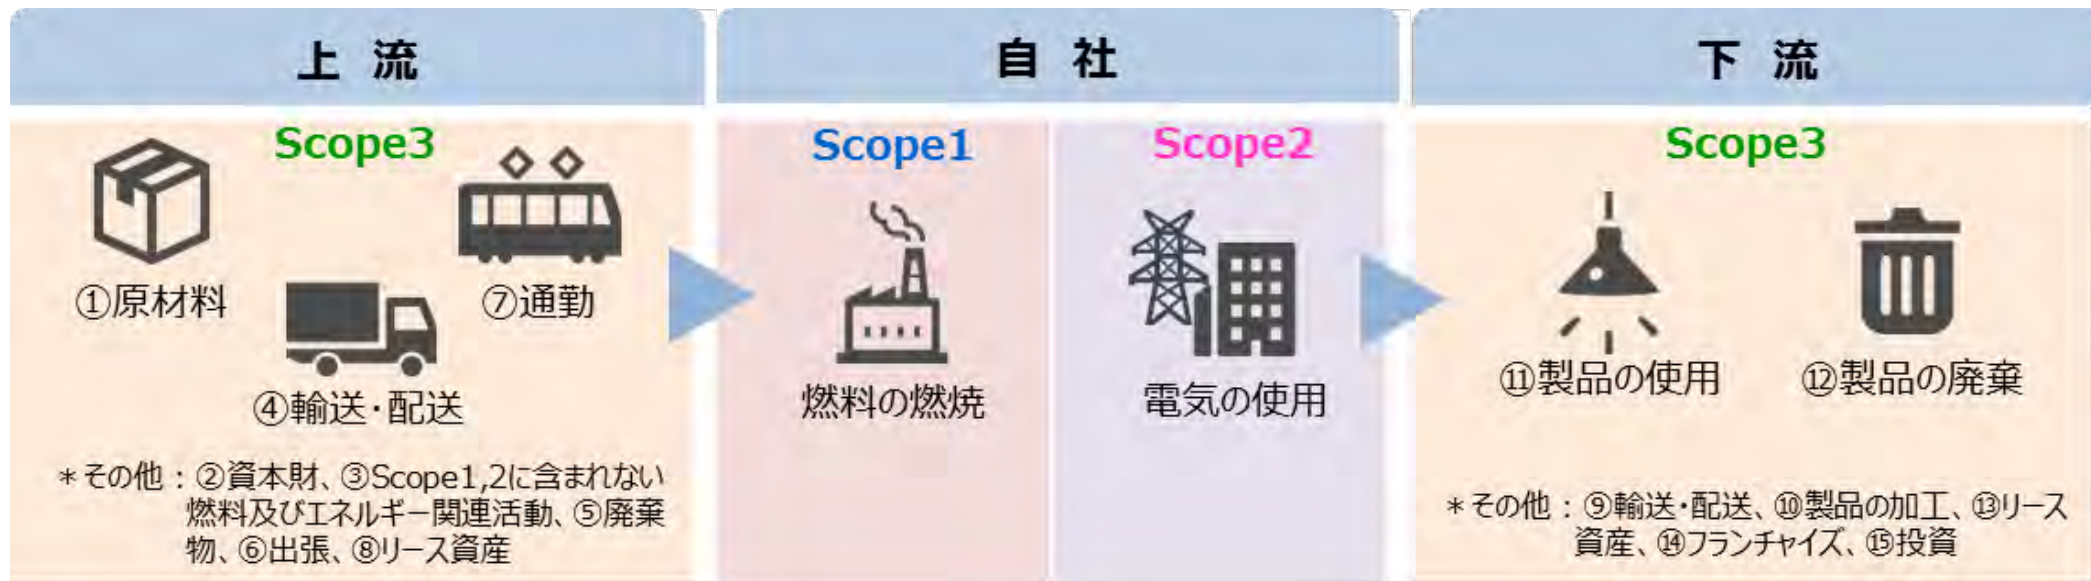 上 流
Scope3
①原材料
⑦通勤
④輸送・配送
＊その他：②資本財、③Scope1,2に含まれない
燃料及びエネルギー関連活動、⑤廃棄
物、⑥出張、⑧リース資産
自 社
Scope1
燃料の燃焼
Scope2
電気の使用
下 流
Scope3
⑪製品の使用
⑫製品の廃棄
＊その他：⑨輸送・配送、⑩製品の加工、⑬リース
資産、⑭フランチャイズ、⑮投資